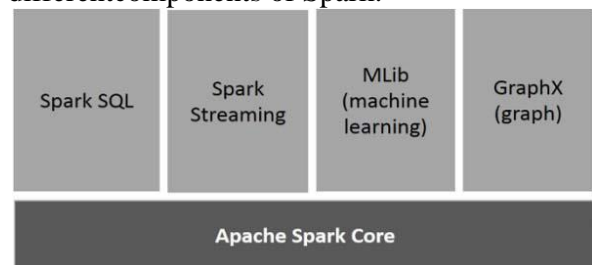 differentcomponents of Spark.
Spark SQL
Spark
Streaming
MLib
(machine
learning)
GraphX
(graph)
Apache Spark Core